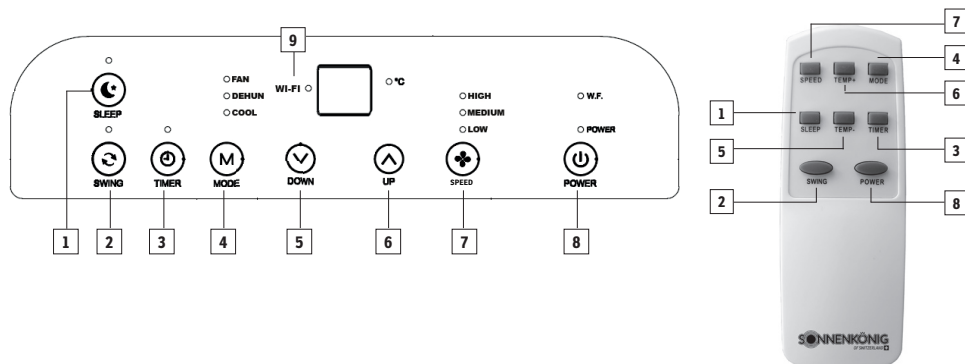 9
WI-FI
°C
FAN
DEHUN
COOL
HIGH
MEDIUM
LOW
W.F.
POWER
SLEEP
SWING
TIMER
M
MODE
DOWN
UP
SPEED
POWER
1
2
3
4
5
6
7
8
7
4
SPEED
TEMP+
MODE
6
1
SLEEP
TEMP-
TIMER
5
3
SWING
POWER
2
8
SONNENKÖNIG
OF SWITZERLAND